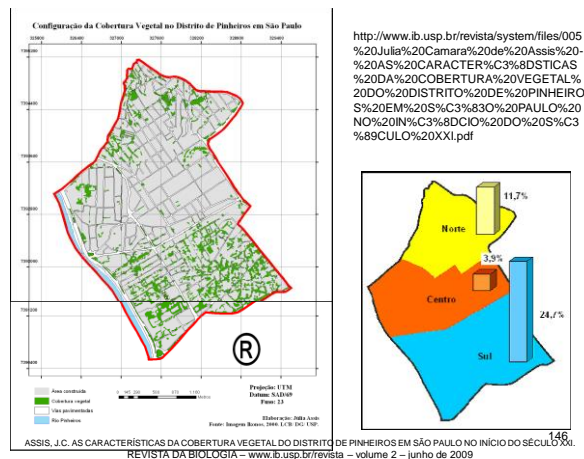 Configuração da Cobertura Vegetal no Distrito de Pinheiros em São Paulo
http://www.ib.usp.br/revista/system/files/005
%20Julia%20Camara%20de%20Assis%20-
%20AS%20CARACTER%C3%8DSTICAS
%20DA%20COBERTURA%20VEGETAL%
20DO%20DISTRITO%20DE%20PINHEIRO
S%20EM%20S%C3%83O%20PAULO%20
NO%20IN%C3%8DCIO%20DO%20S%C3
%89CULO%20XXI.pdf
11,7%
Norte
3,9%
Centro
24,7%
Sul
®
Área construída
Cobertura vegetal
Vias pavimentadas
Rio Pinheiros
Metros
Projeção: UTM
Datum: SAD/69
Fuso: 23
Elaboração: Júlia Assis
Fonte: Imagem Ikonos, 2000. LCB/ DG/ USP.
146
ASSIS, J.C. AS CARACTERÍSTICAS DA COBERTURA VEGETAL DO DISTRITO DE PINHEIROS EM SÃO PAULO NO INÍCIO DO SÉCULO XXI.
REVISTA DA BIOLOGIA – www.ib.usp.br/revista – volume 2 – junho de 2009